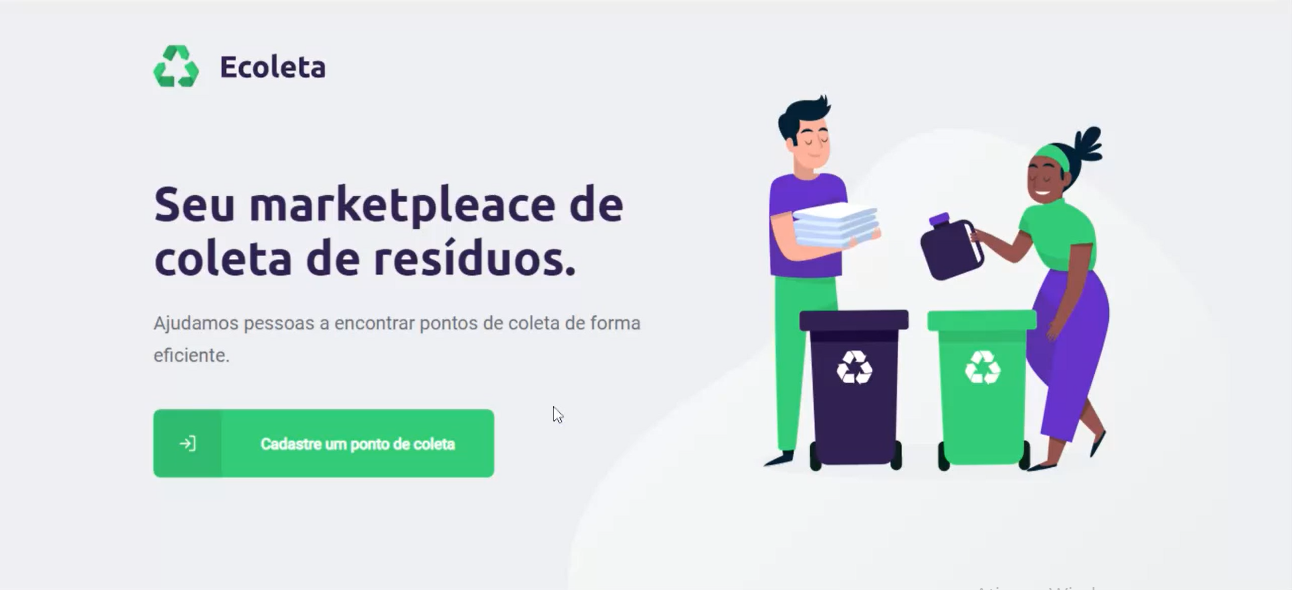 Ecoleta
Seu marketpleace de
coleta de resíduos.
Ajudamos pessoas a encontrar pontos de coleta de forma
eficiente.
Cadastre um ponto de coleta